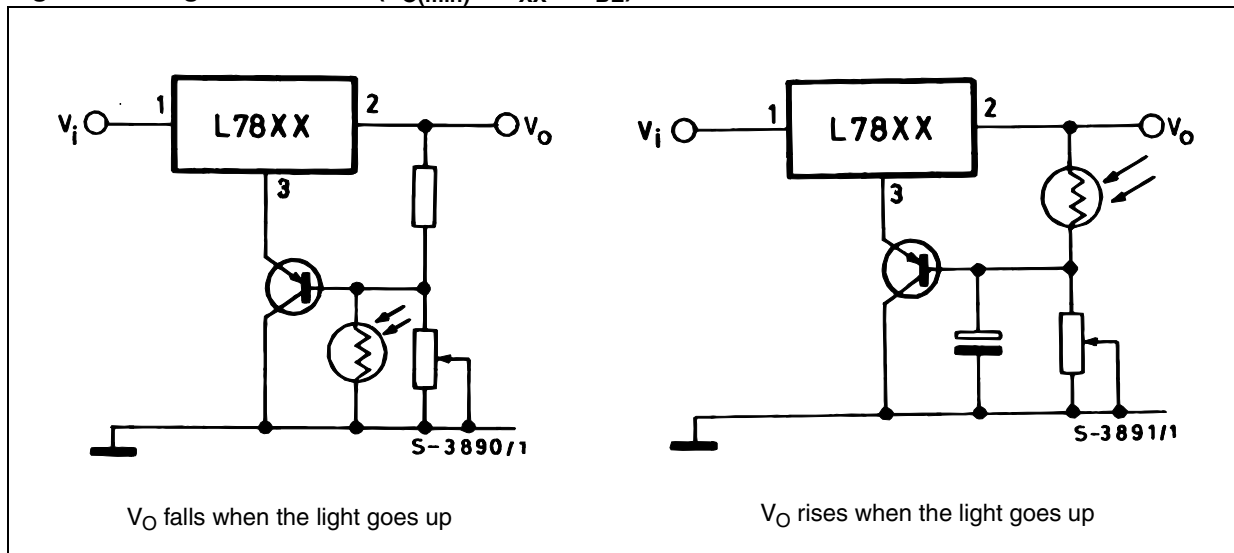 Vi 1 L78XX 2 VO
3
S-3890/1
VO falls when the light goes up
Vi 1 L78XX 2 VO
3
S-3891/1
VO rises when the light goes up